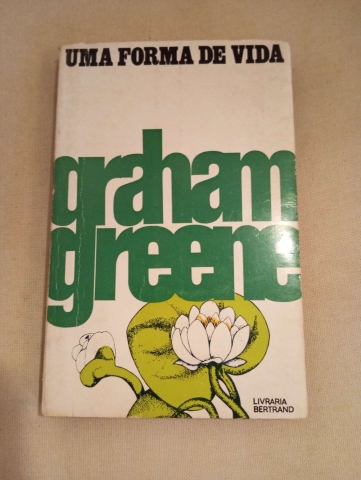 UMA FORMA DE VIDA
graham
greene
LIVRARIA
BERTRAND